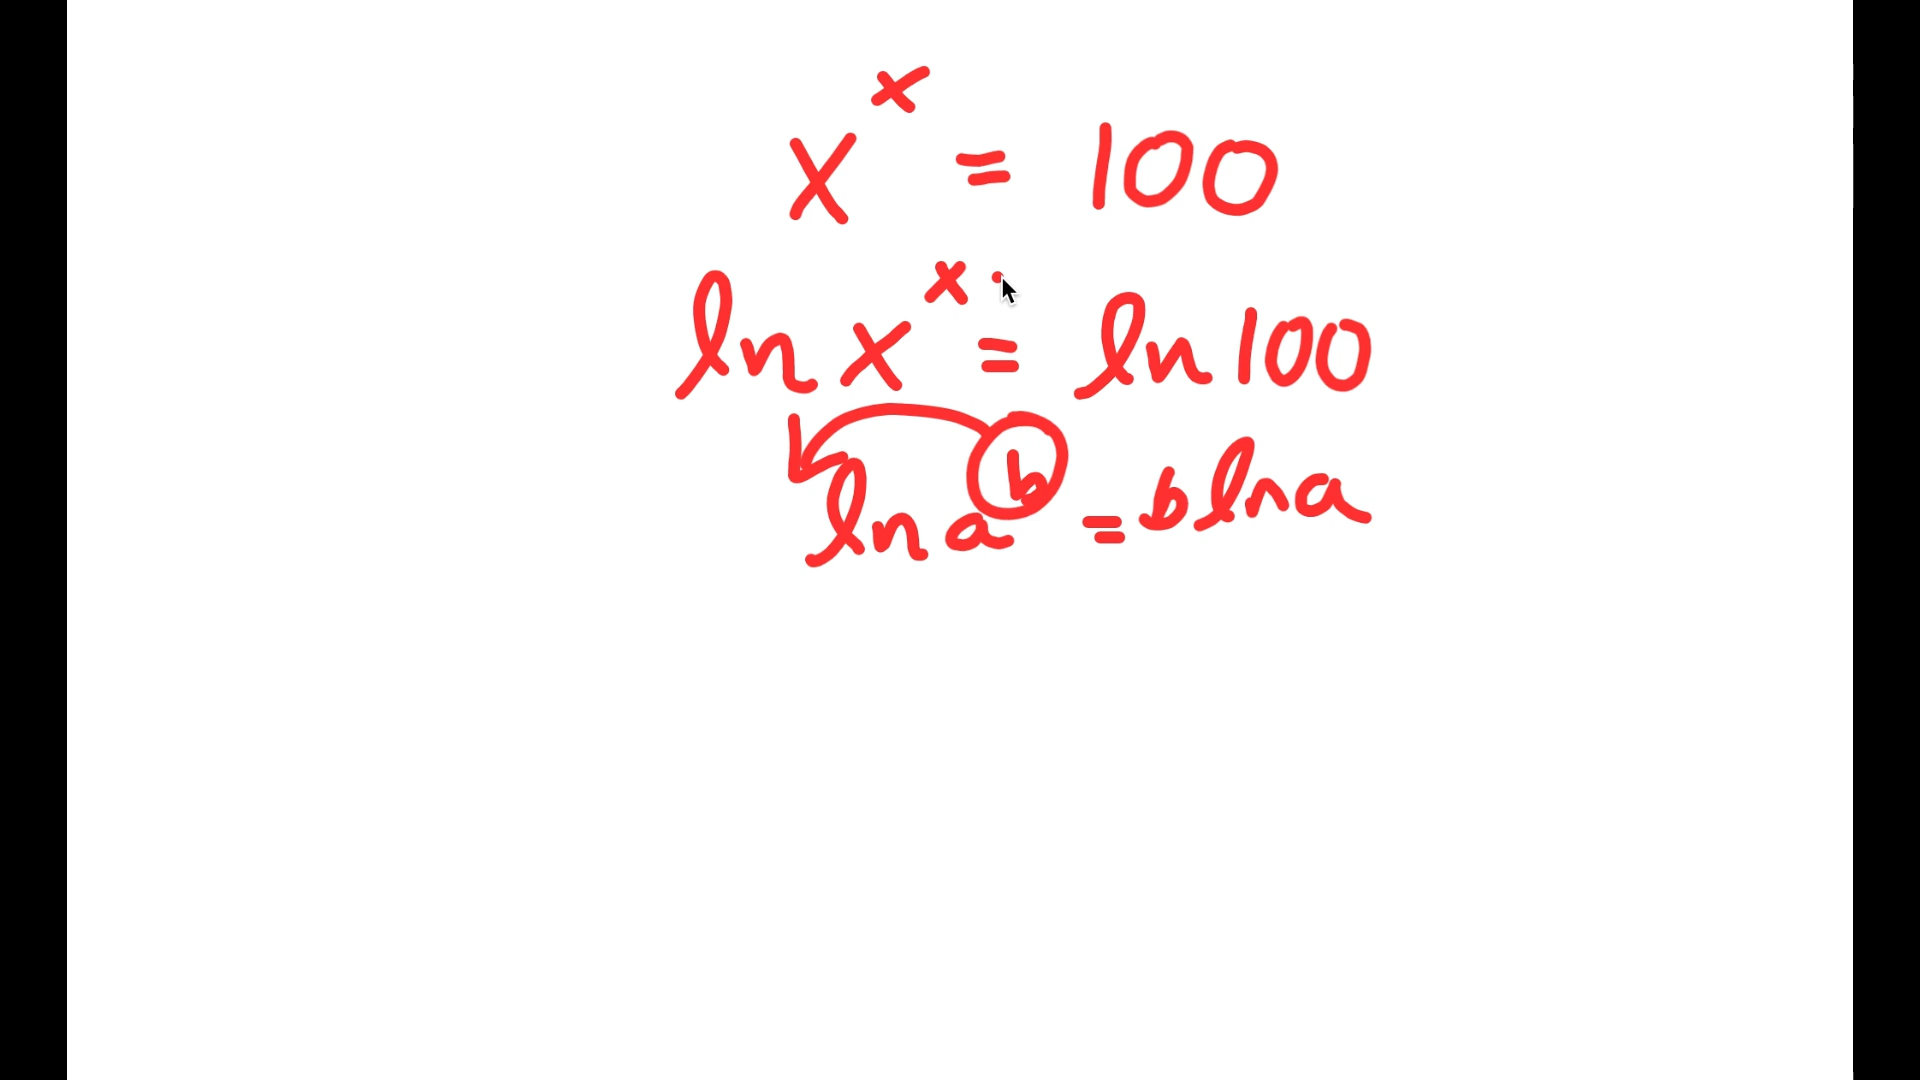 x^x = 100
ln x^x = ln 100
ln a^b = b ln a